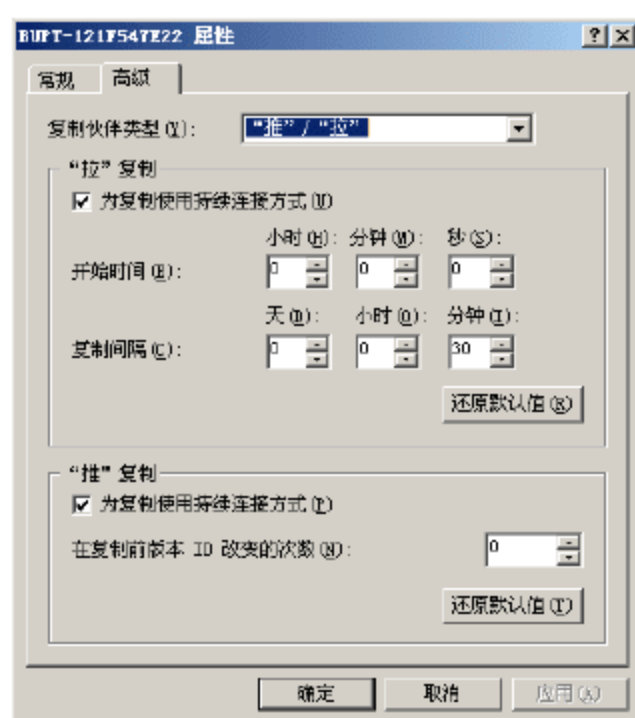 BUPT-121F547E22 属性
常规 高级
复制伙伴类型(Y): “推”/“拉”
“拉”复制
为复制使用持续连接方式(U)
小时(H): 分钟(M): 秒(S):
开始时间(E): 0 0 0
天(D): 小时(O): 分钟(I):
复制间隔(C): 0 0 30
还原默认值(R)
“推”复制
为复制使用持续连接方式(P)
在复制前版本 ID 改变的次数(N): 0
还原默认值(T)
确定 取消 应用(A)